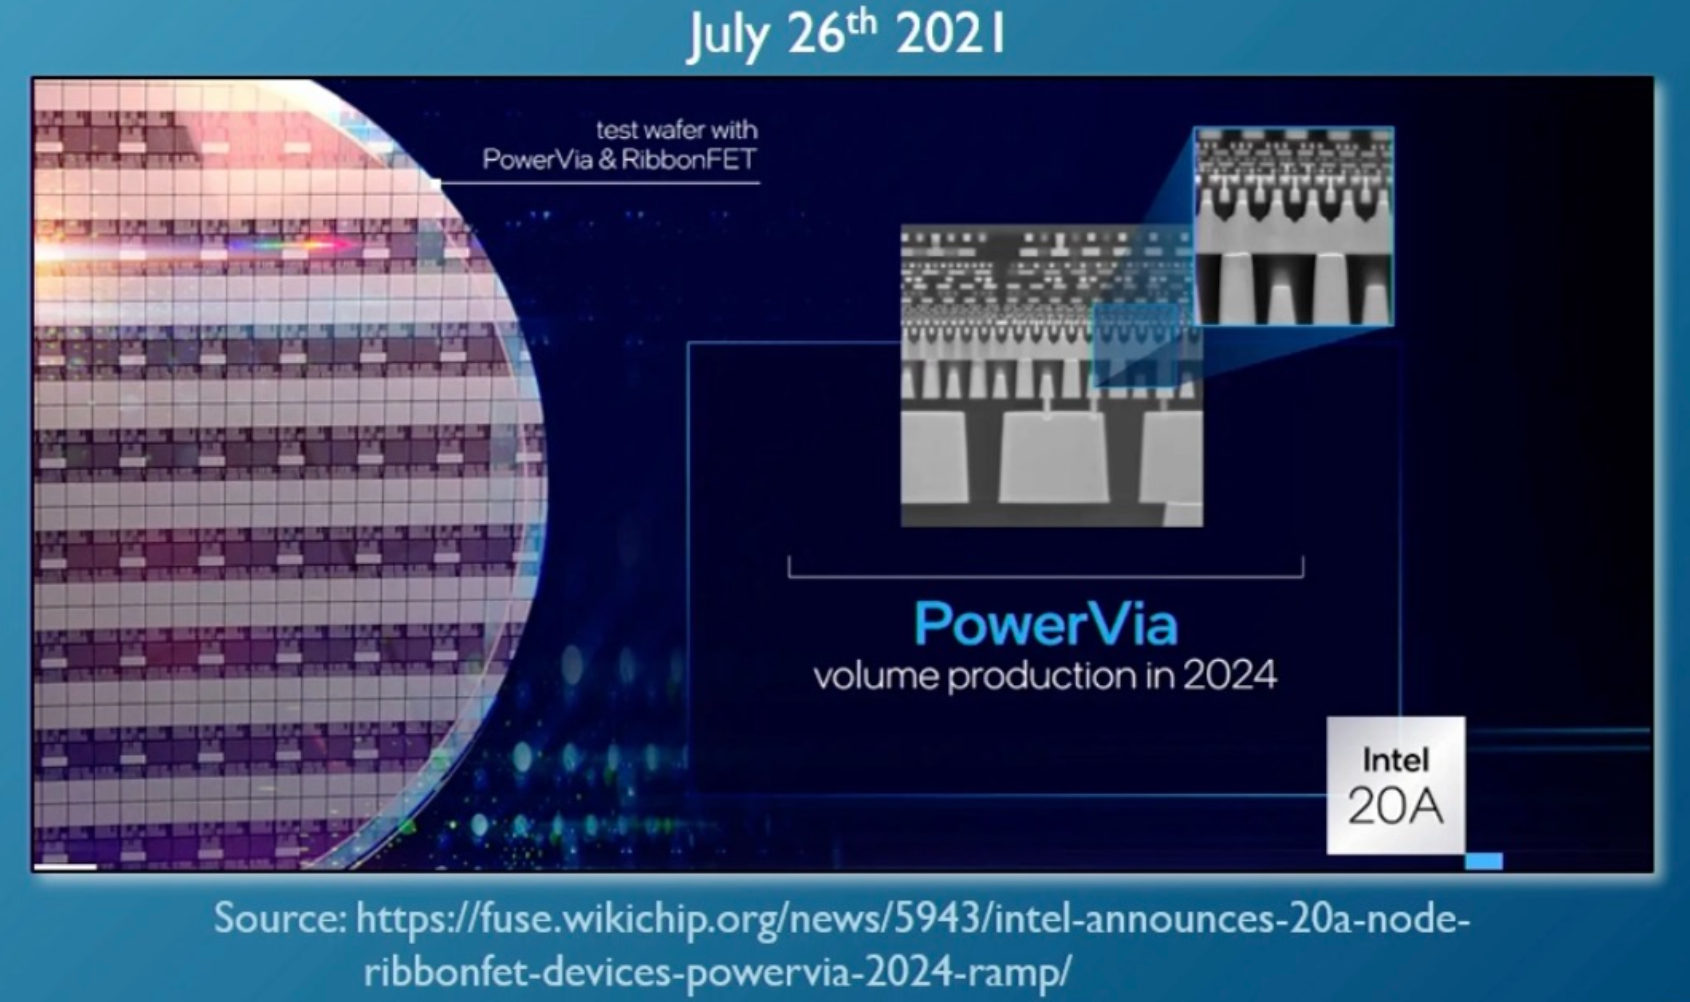 July 26th 2021
test wafer with
PowerVia & RibbonFET
PowerVia
volume production in 2024
Intel
20A
Source: https://fuse.wikichip.org/news/5943/intel-announces-20a-node-
ribbonfet-devices-powervia-2024-ramp/